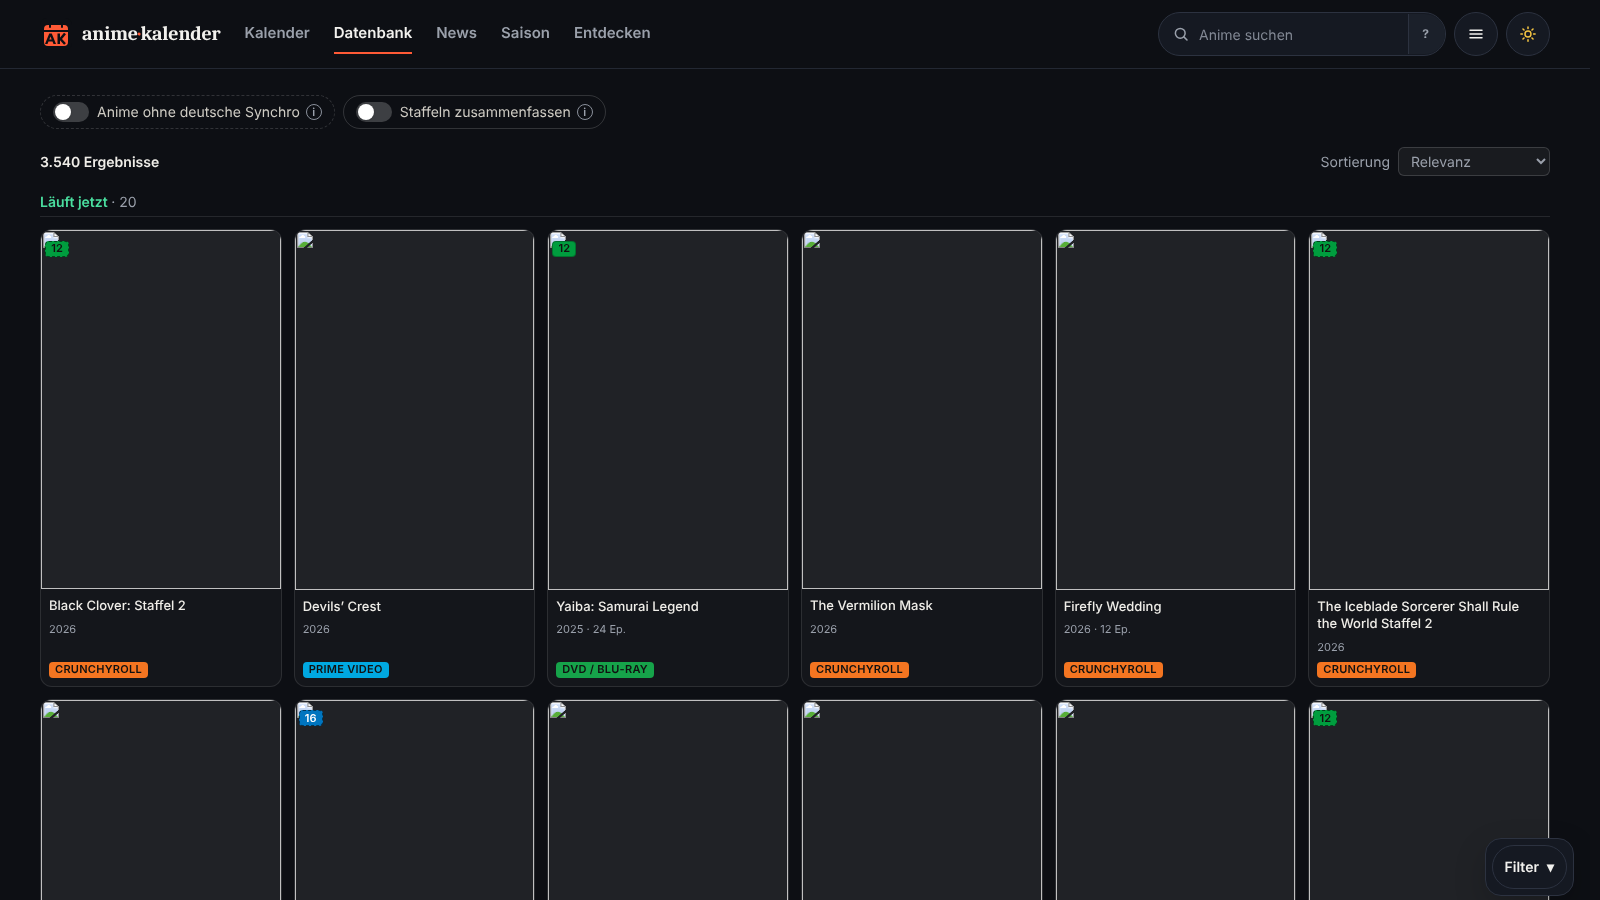 AK anime·kalender Kalender Datenbank News Saison Entdecken Anime suchen ?
Anime ohne deutsche Synchro i Staffeln zusammenfassen i
3.540 Ergebnisse Sortierung Relevanz
Läuft jetzt · 20
12 12 12
Black Clover: Staffel 2
2026
CRUNCHYROLL
Devils’ Crest
2026
PRIME VIDEO
Yaiba: Samurai Legend
2025 · 24 Ep.
DVD / BLU-RAY
The Vermilion Mask
2026
CRUNCHYROLL
Firefly Wedding
2026 · 12 Ep.
CRUNCHYROLL
The Iceblade Sorcerer Shall Rule
the World Staffel 2
2026
CRUNCHYROLL
16 12
Filter ▾